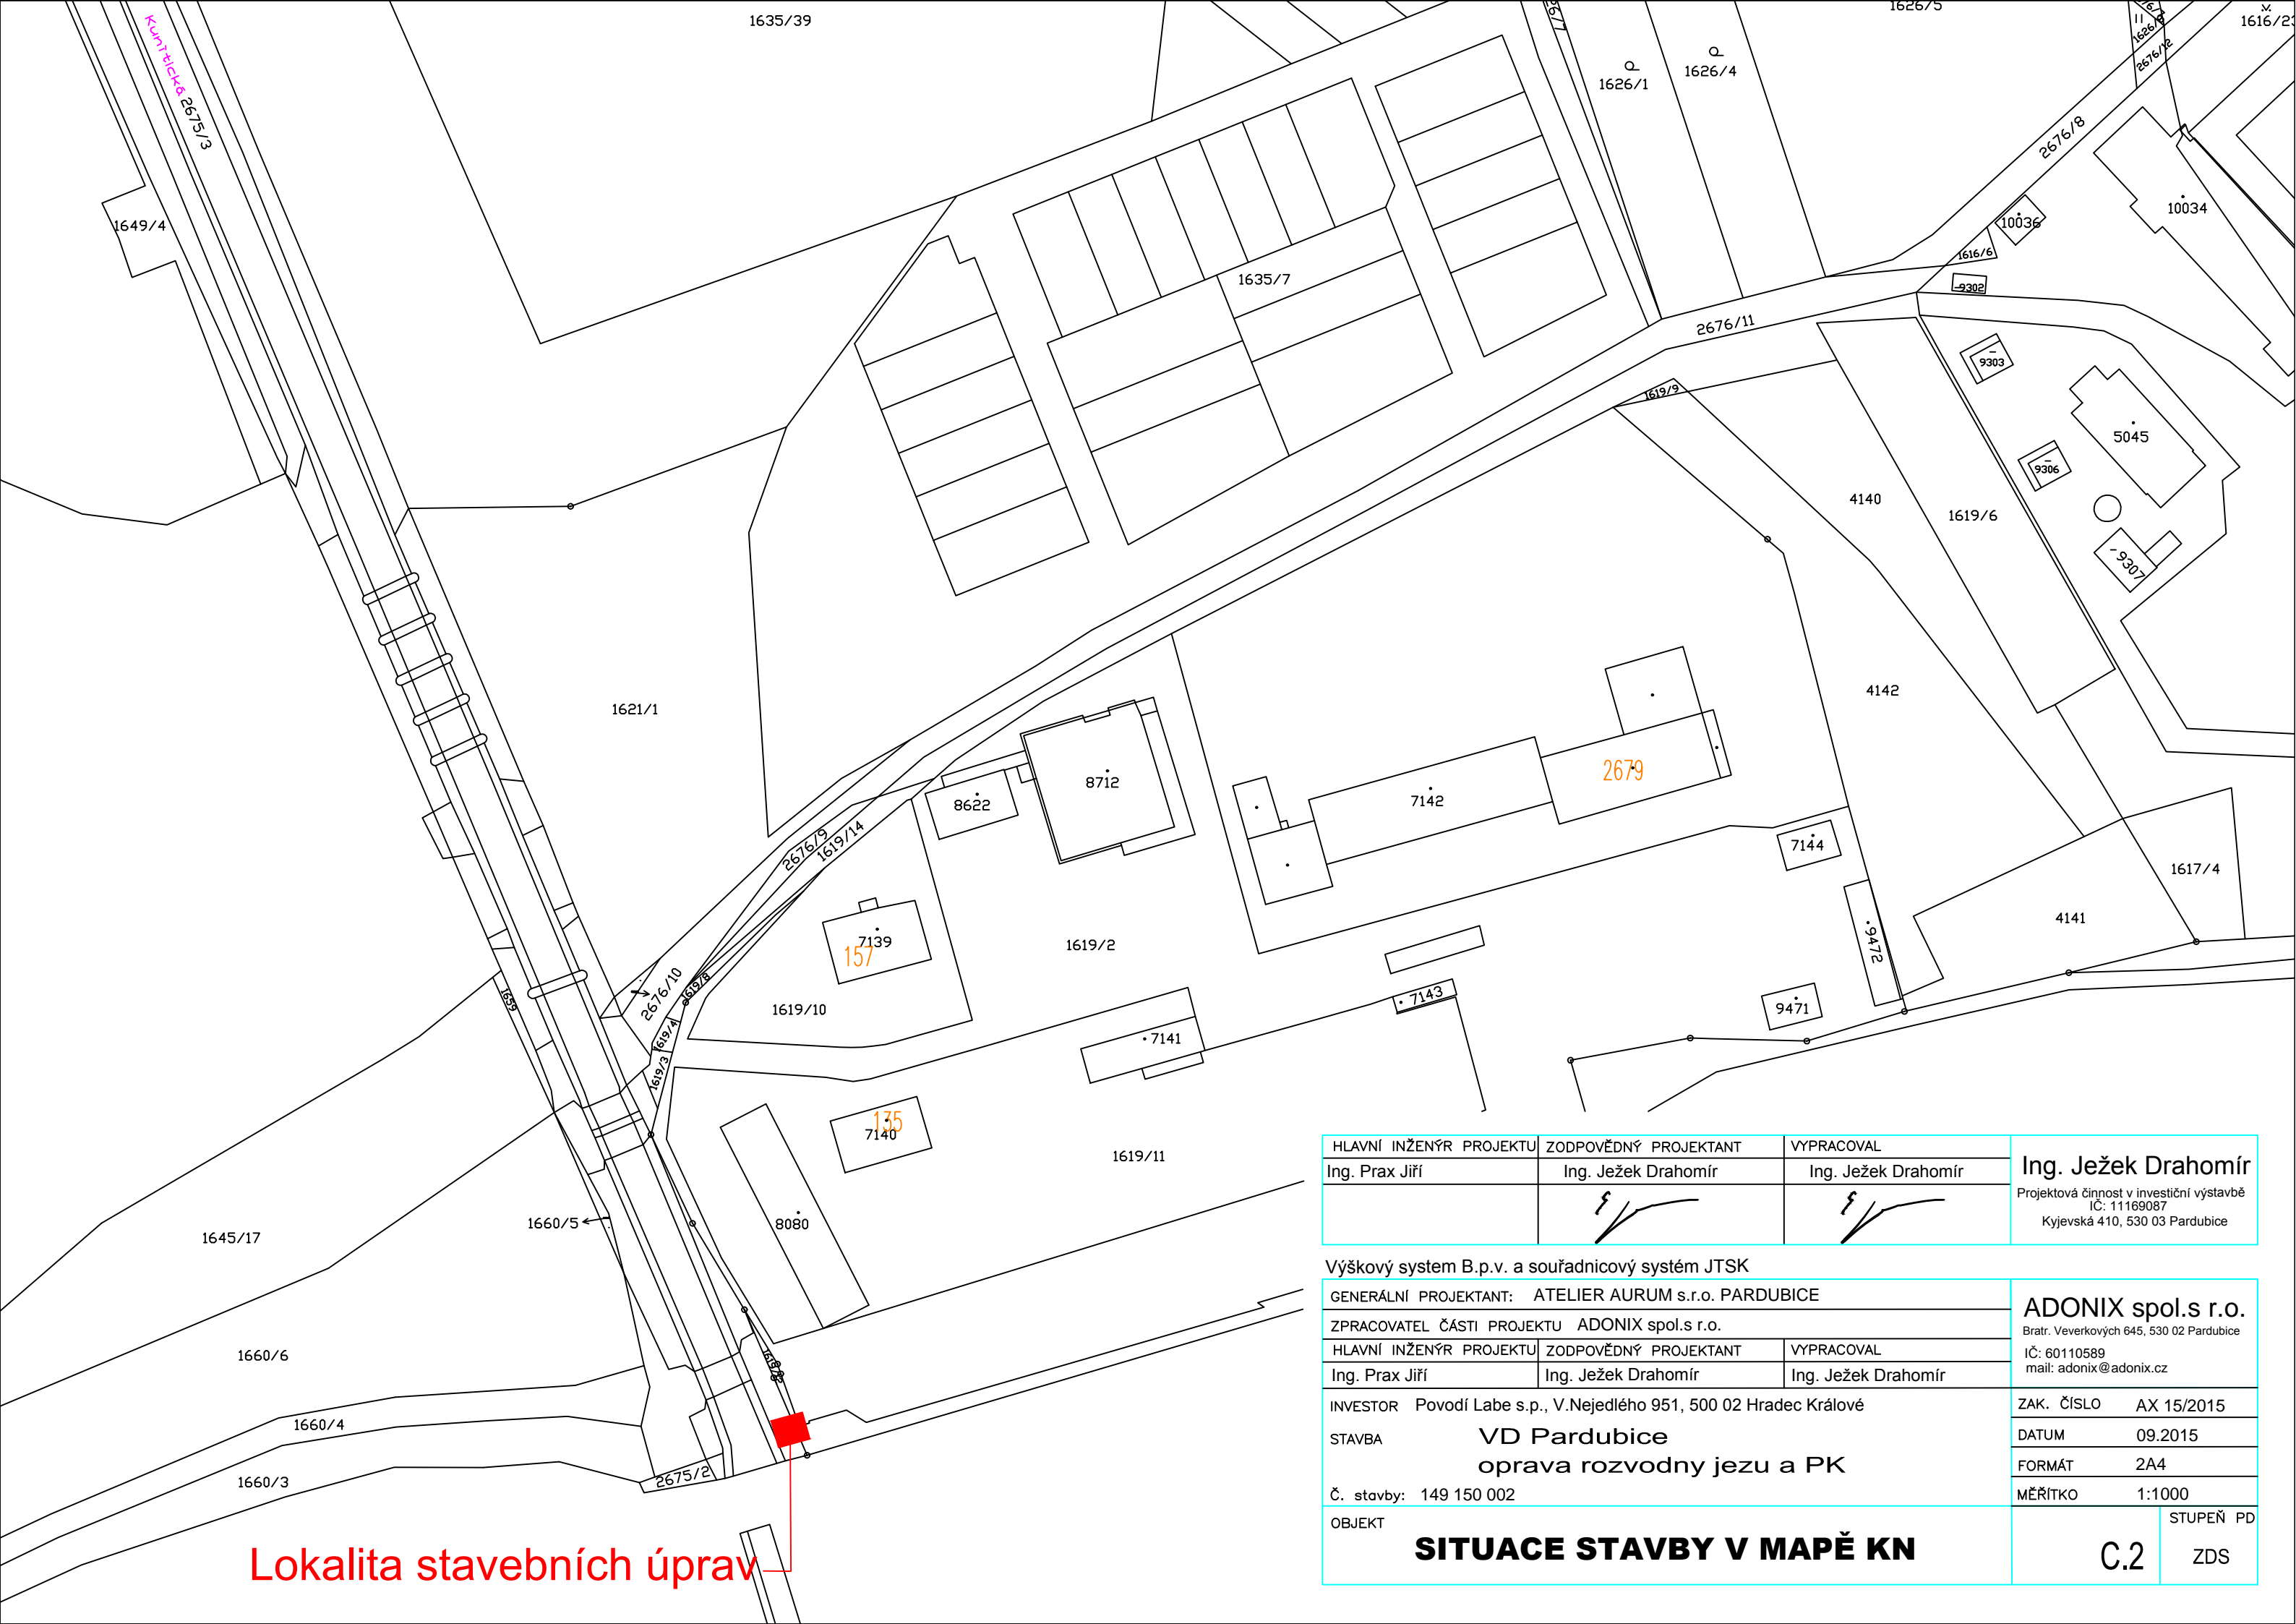 1635/39
1626/5
1616/23
Kunětická 2675/3
1626/1
1626/4
2676/12
2676/8
1649/4
10034
10036
1616/6
9302
1635/7
2676/11
9303
1619/9
5045
9306
4140
1619/6
9307
1621/1
4142
2679
8712
7142
8622
7144
2676/9
1619/14
1617/4
4141
7139
157
1619/2
9472
2676/10
1619/8
1659
7143
1619/10
9471
1619/4
7141
1619/3
135
7140
1619/11
1660/5
8080
1645/17
1660/6
1660/4
2675/2
1660/3
Lokalita stavebních úprav
HLAVNÍ INŽENÝR PROJEKTU ZODPOVĚDNÝ PROJEKTANT VYPRACOVAL
Ing. Prax Jiří Ing. Ježek Drahomír Ing. Ježek Drahomír
Ing. Ježek Drahomír
Projektová činnost v investiční výstavbě
IČ: 11169087
Kyjevská 410, 530 03 Pardubice
Výškový system B.p.v. a souřadnicový systém JTSK
GENERÁLNÍ PROJEKTANT: ATELIER AURUM s.r.o. PARDUBICE
ZPRACOVATEL ČÁSTI PROJEKTU ADONIX spol.s r.o.
HLAVNÍ INŽENÝR PROJEKTU ZODPOVĚDNÝ PROJEKTANT VYPRACOVAL
Ing. Prax Jiří Ing. Ježek Drahomír Ing. Ježek Drahomír
ADONIX spol.s r.o.
Bratr. Veverkových 645, 530 02 Pardubice
IČ: 60110589
mail: adonix@adonix.cz
INVESTOR Povodí Labe s.p., V.Nejedlého 951, 500 02 Hradec Králové
STAVBA VD Pardubice
oprava rozvodny jezu a PK
Č. stavby: 149 150 002
ZAK. ČÍSLO AX 15/2015
DATUM 09.2015
FORMÁT 2A4
MĚŘÍTKO 1:1000
OBJEKT
SITUACE STAVBY V MAPĚ KN
C.2
STUPEŇ PD
ZDS